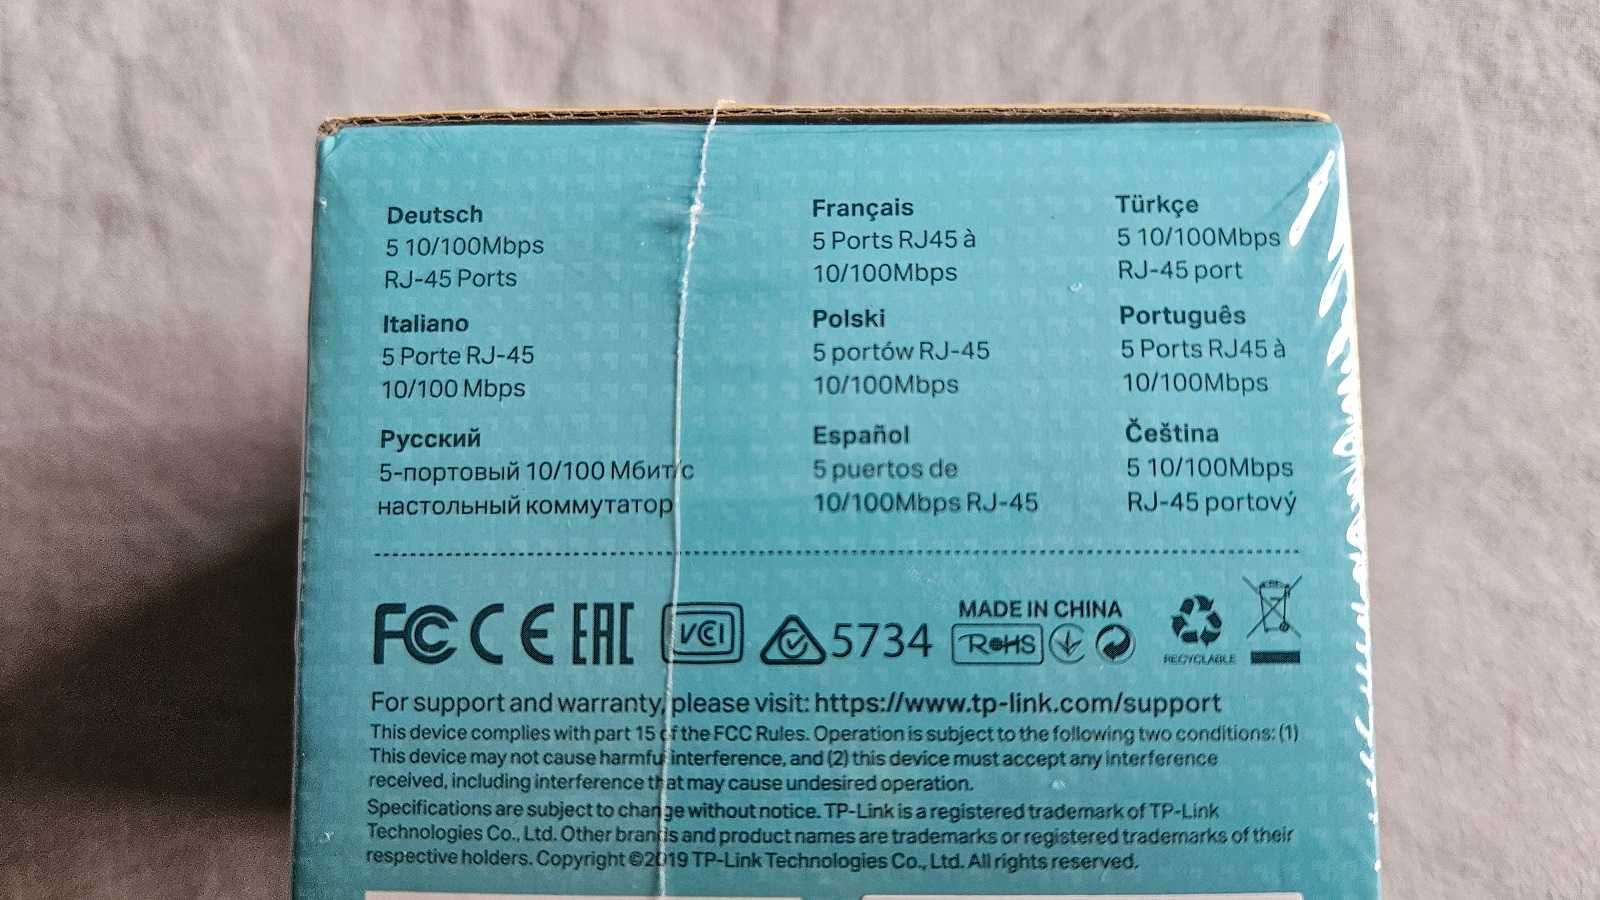 Deutsch
5 10/100Mbps
RJ-45 Ports
Français
5 Ports RJ45 à
10/100Mbps
Türkçe
5 10/100Mbps
RJ-45 port
Italiano
5 Porte RJ-45
10/100 Mbps
Polski
5 portów RJ-45
10/100Mbps
Português
5 Ports RJ45 à
10/100Mbps
Русский
5-портовый 10/100 Мбит/с
настольный коммутатор
Español
5 puertos de
10/100Mbps RJ-45
Čeština
5 10/100Mbps
RJ-45 portový
FC CE EAC VCCI 5734
MADE IN CHINA
RoHS
RECYCLABLE
For support and warranty, please visit: https://www.tp-link.com/support
This device complies with part 15 of the FCC Rules. Operation is subject to the following two conditions: (1)
This device may not cause harmful interference, and (2) this device must accept any interference
received, including interference that may cause undesired operation.
Specifications are subject to change without notice. TP-Link is a registered trademark of TP-Link
Technologies Co., Ltd. Other brands and product names are trademarks or registered trademarks of their
respective holders. Copyright ©2019 TP-Link Technologies Co., Ltd. All rights reserved.